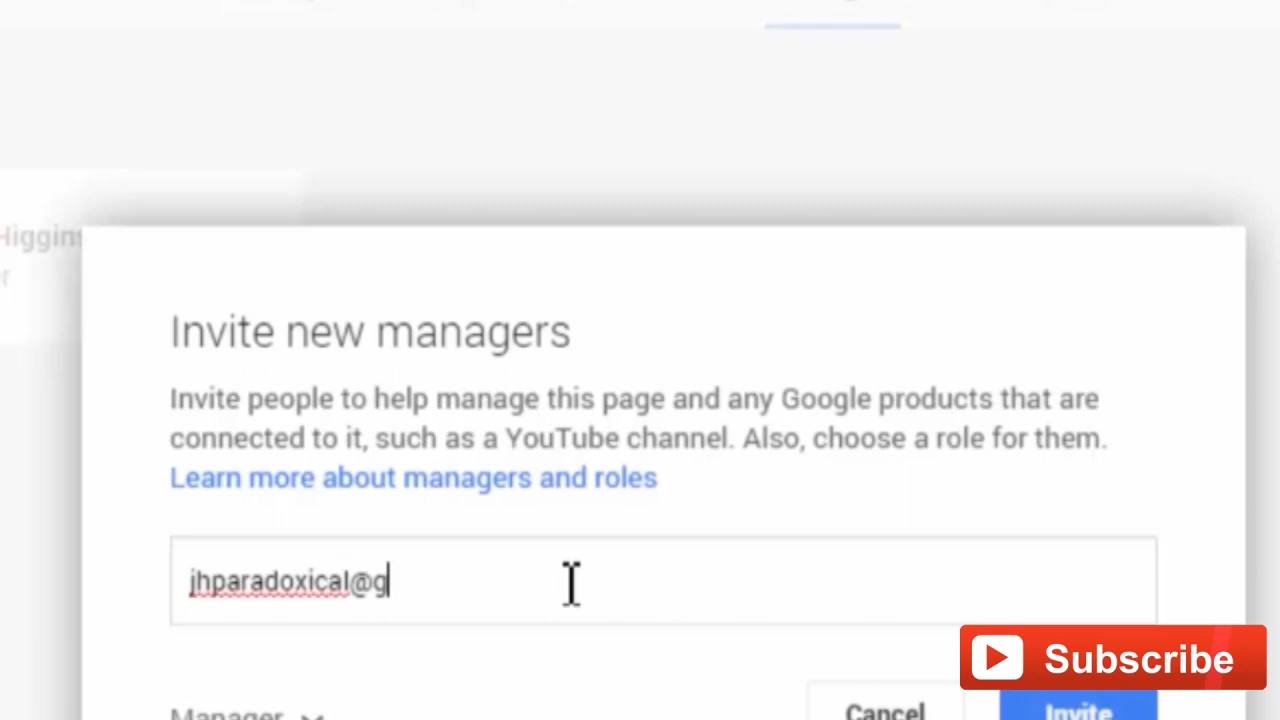 Higgins
Invite new managers
Invite people to help manage this page and any Google products that are
connected to it, such as a YouTube channel. Also, choose a role for them.
Learn more about managers and roles
jhparadoxical@g
Subscribe
Manager
Cancel
Invite